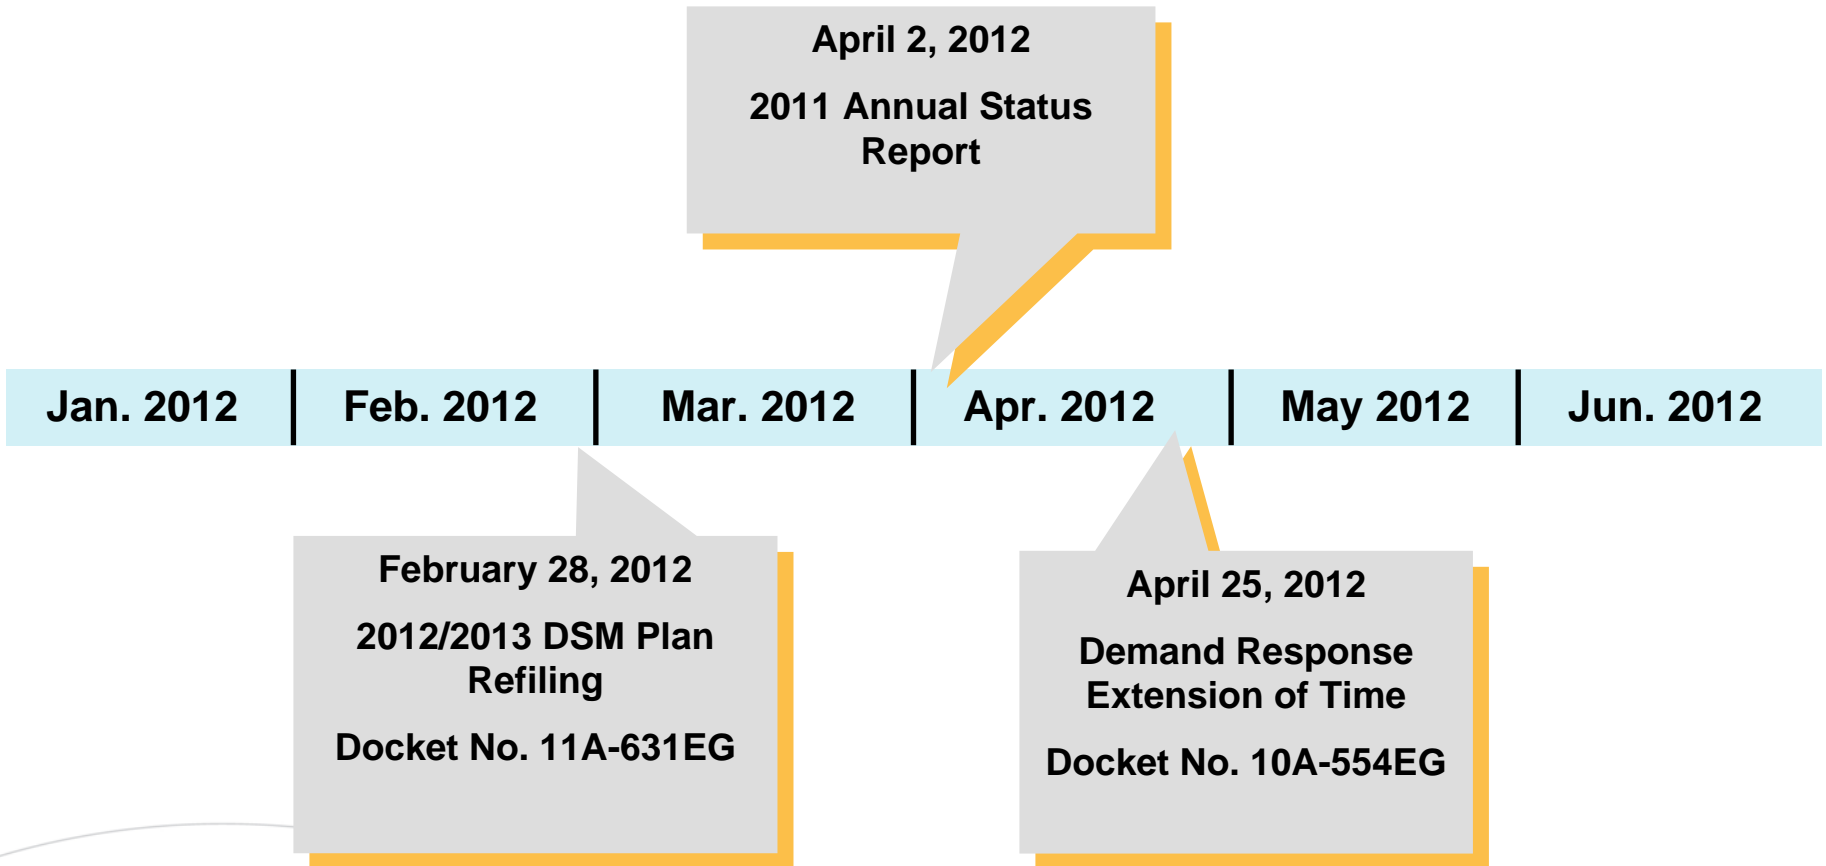 April 2, 2012
2011 Annual Status
Report
Jan. 2012
Feb. 2012
Mar. 2012
Apr. 2012
May 2012
Jun. 2012
February 28, 2012
2012/2013 DSM Plan
Refiling
Docket No. 11A-631EG
April 25, 2012
Demand Response
Extension of Time
Docket No. 10A-554EG